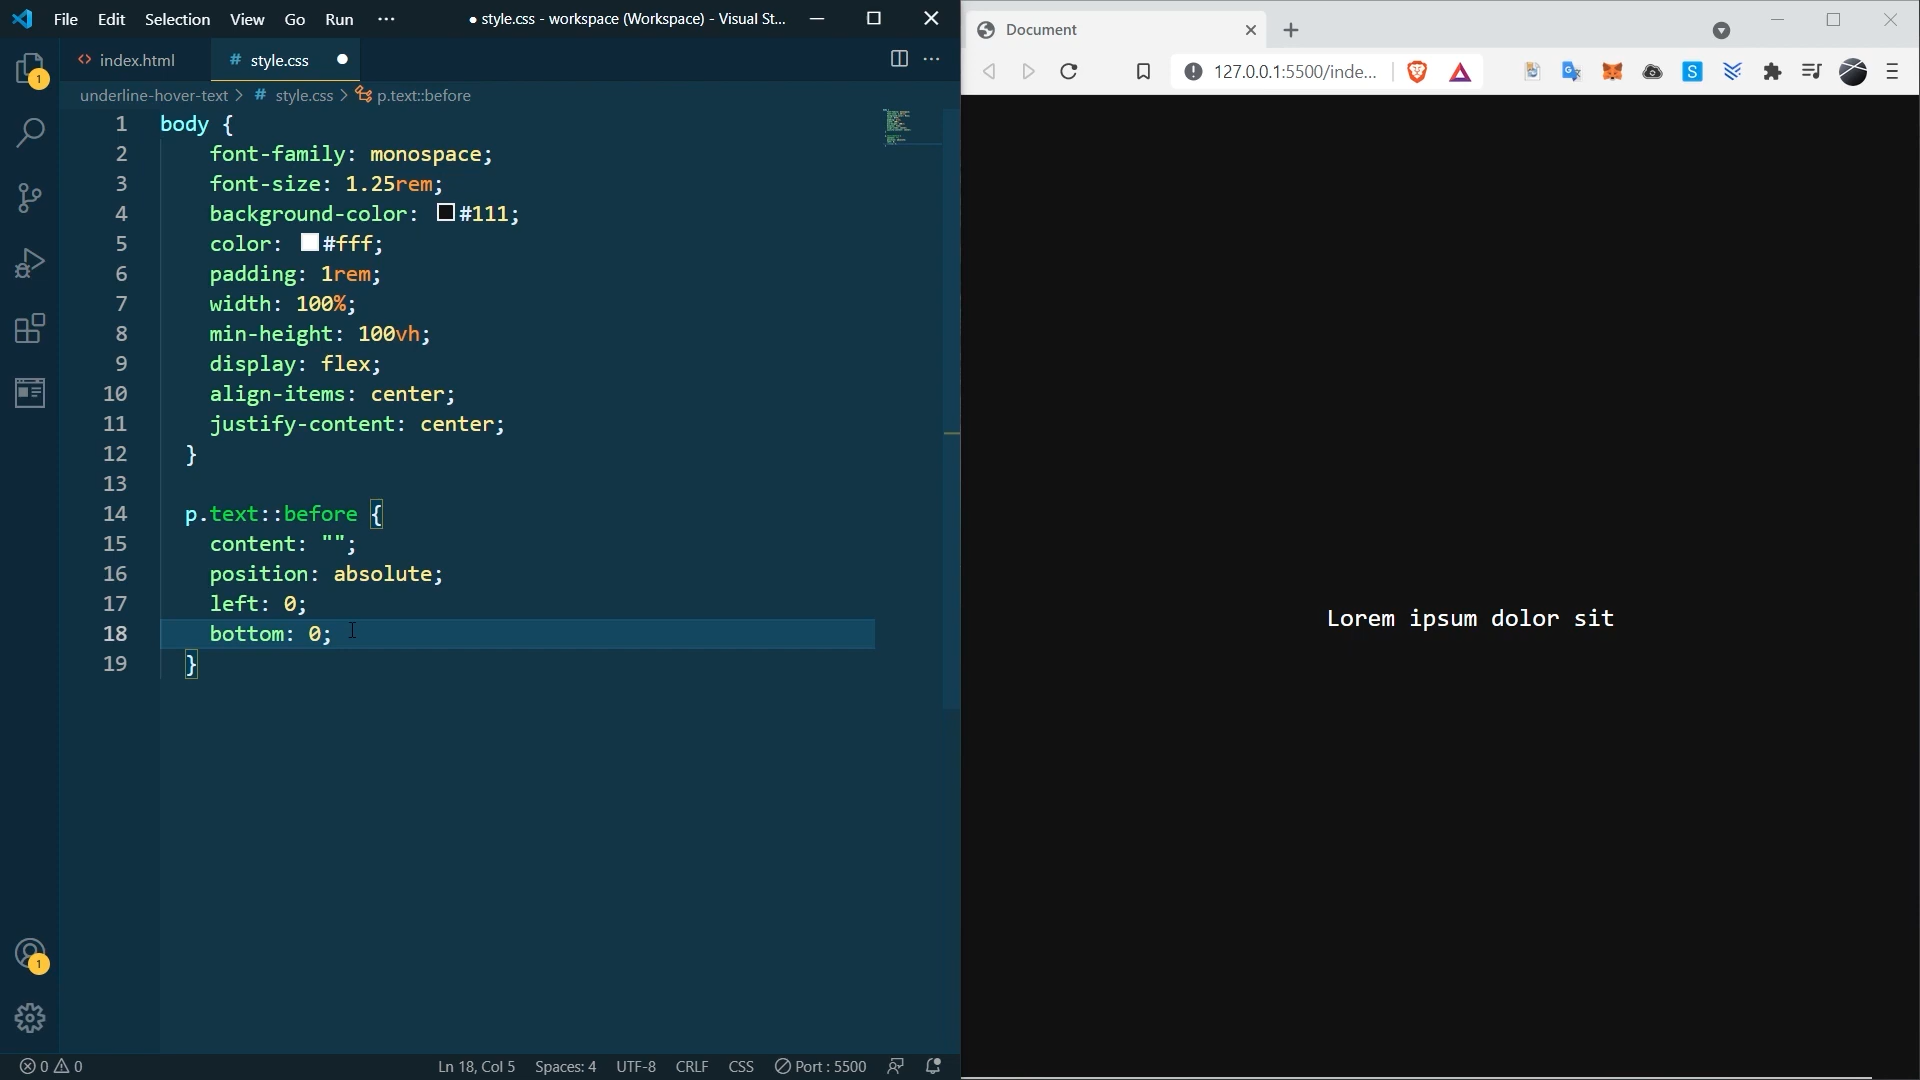 File Edit Selection View Go Run ···
● style.css - workspace (Workspace) - Visual St...
index.html
# style.css ●
underline-hover-text > # style.css > p.text::before
1 body {
2 font-family: monospace;
3 font-size: 1.25rem;
4 background-color: #111;
5 color: #fff;
6 padding: 1rem;
7 width: 100%;
8 min-height: 100vh;
9 display: flex;
10 align-items: center;
11 justify-content: center;
12 }
13
14 p.text::before {
15 content: "";
16 position: absolute;
17 left: 0;
18 bottom: 0;
19 }
1
1
0 0
Ln 18, Col 5 Spaces: 4 UTF-8 CRLF CSS Port : 5500
Document
127.0.0.1:5500/inde...
S
Lorem ipsum dolor sit